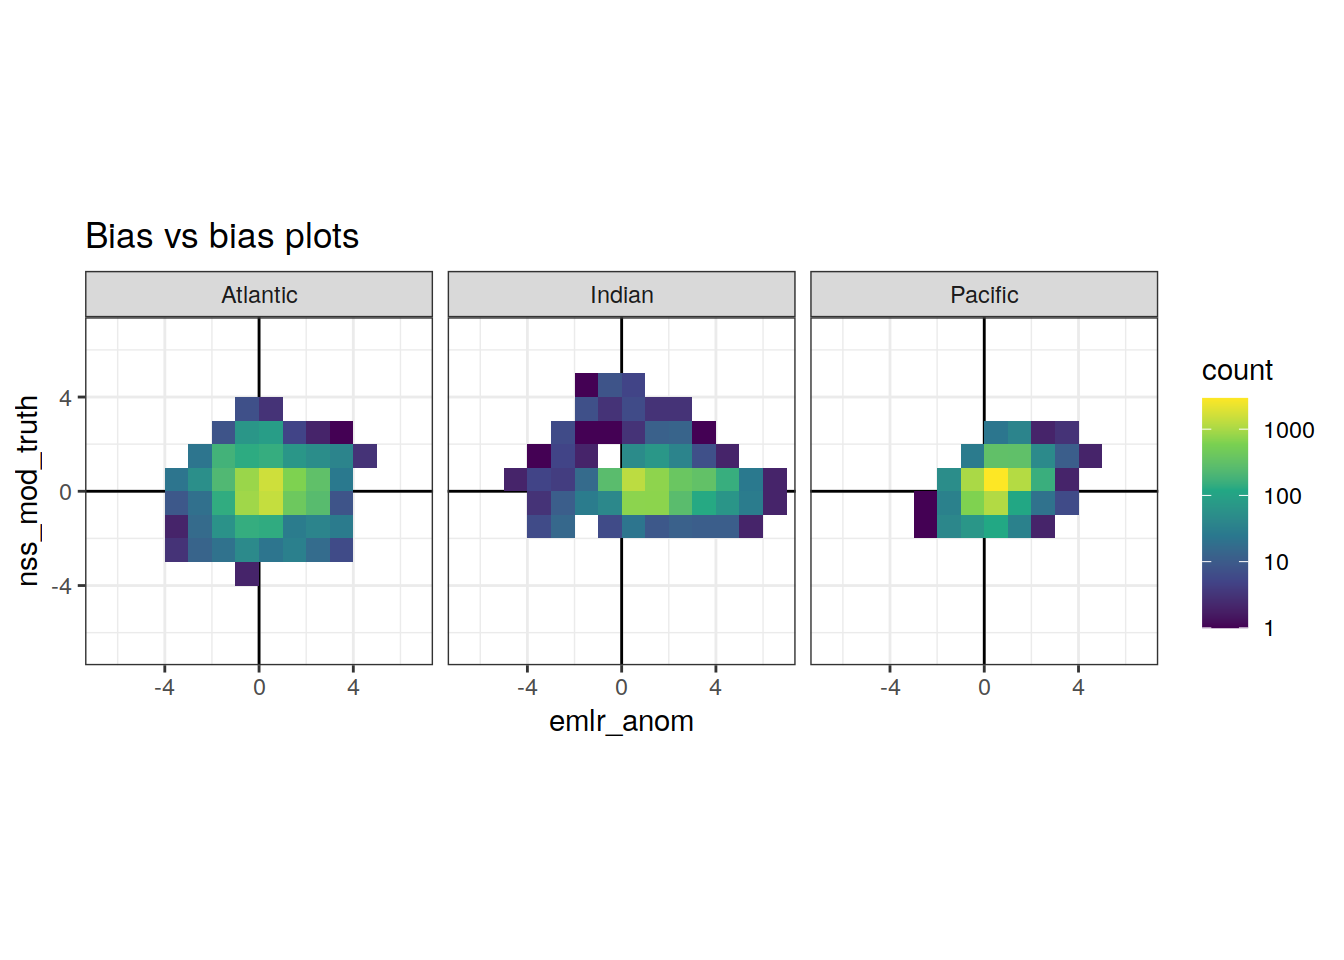 Bias vs bias plots
Atlantic
Indian
Pacific
nss_mod_truth
4
0
-4
-4
0
4
-4
0
4
-4
0
4
emlr_anom
count
1000
100
10
1